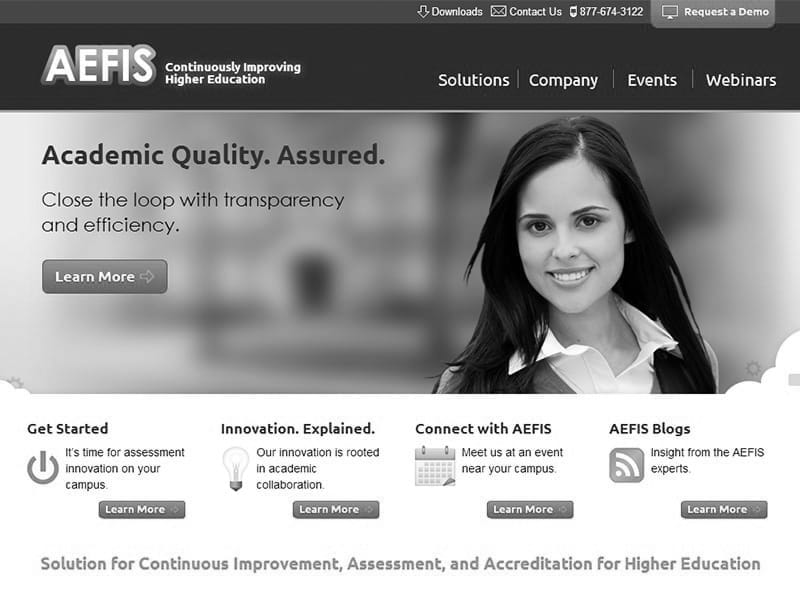 Downloads Contact Us 877-674-3122 Request a Demo
AEFIS Continuously Improving
Higher Education
Solutions Company Events Webinars
Academic Quality. Assured.
Close the loop with transparency
and efficiency.
Learn More
Get Started
It's time for assessment
innovation on your
campus.
Learn More
Innovation. Explained.
Our innovation is rooted
in academic
collaboration.
Learn More
Connect with AEFIS
Meet us at an event
near your campus.
Learn More
AEFIS Blogs
Insight from the AEFIS
experts.
Learn More
Solution for Continuous Improvement, Assessment, and Accreditation for Higher Education